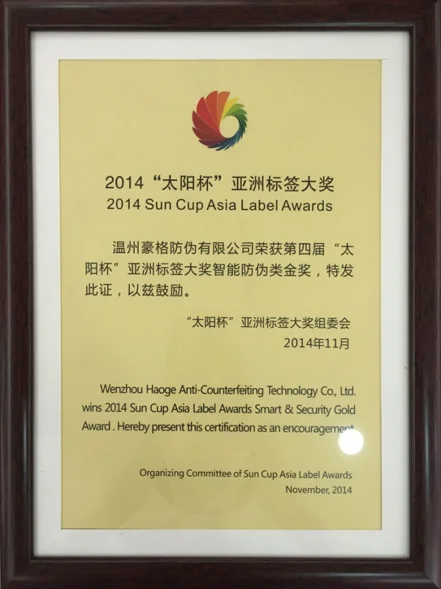 2014“太阳杯”亚洲标签大奖
2014 Sun Cup Asia Label Awards
温州豪格防伪有限公司荣获第四届“太
阳杯”亚洲标签大奖智能防伪类金奖，特发
此证，以兹鼓励。
“太阳杯”亚洲标签大奖组委会
2014年11月
Wenzhou Haoge Anti-Counterfeiting Technology Co., Ltd.
wins 2014 Sun Cup Asia Label Awards Smart & Security Gold
Award . Hereby present this certification as an encouragement.
Organizing Committee of Sun Cup Asia Label Awards
November, 2014